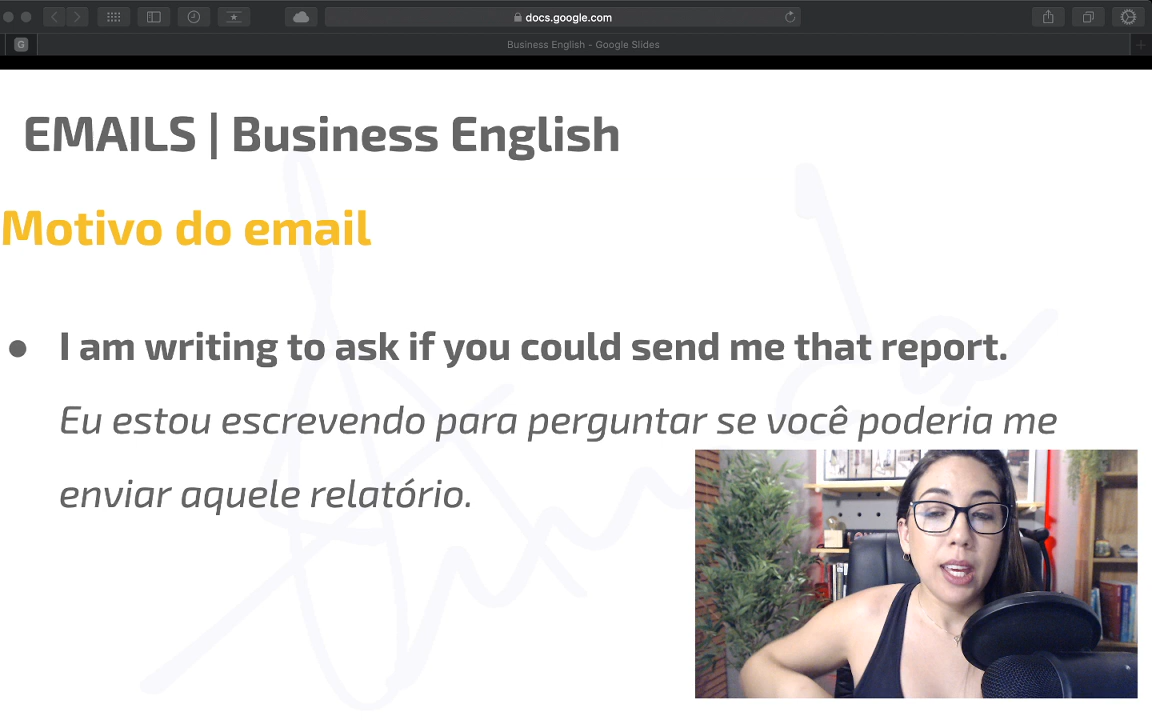 docs.google.com
G
Business English - Google Slides
EMAILS | Business English
Motivo do email
● I am writing to ask if you could send me that report.
Eu estou escrevendo para perguntar se você poderia me
enviar aquele relatório.